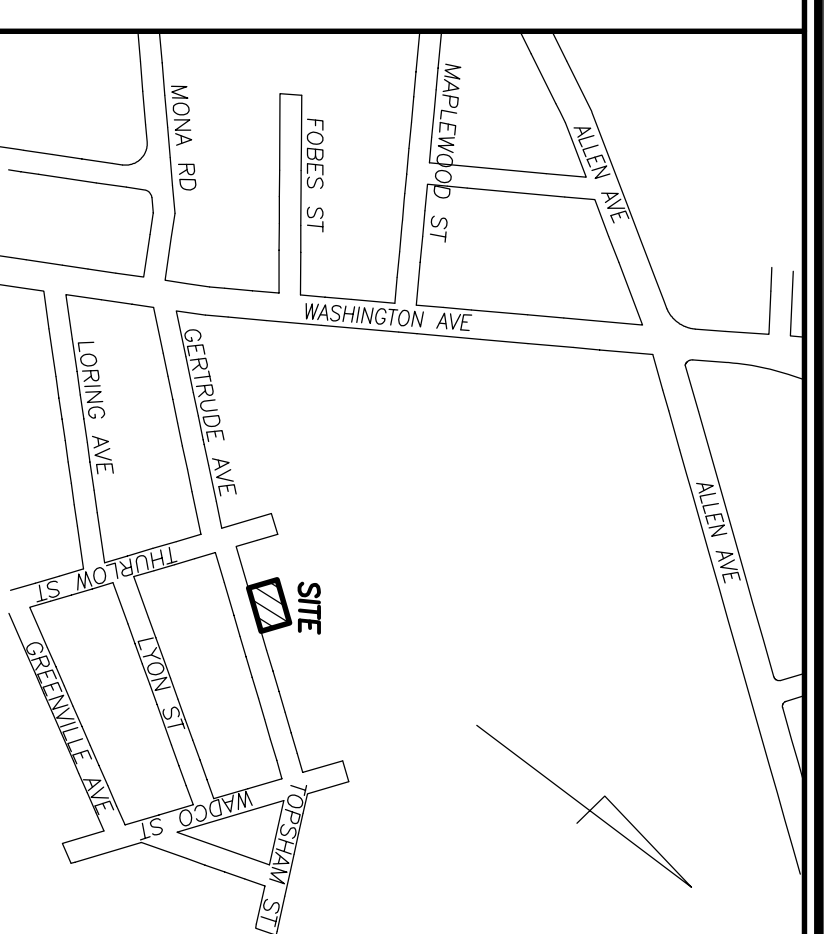 MONA RD
FOBES ST
MAPLEWOOD ST
ALLEN AVE
WASHINGTON AVE
LORING AVE
GERTRUDE AVE
ALLEN AVE
THURLOW ST
SITE
LYON ST
GREENVILLE AVE
WADCO ST
TOPSHAM ST